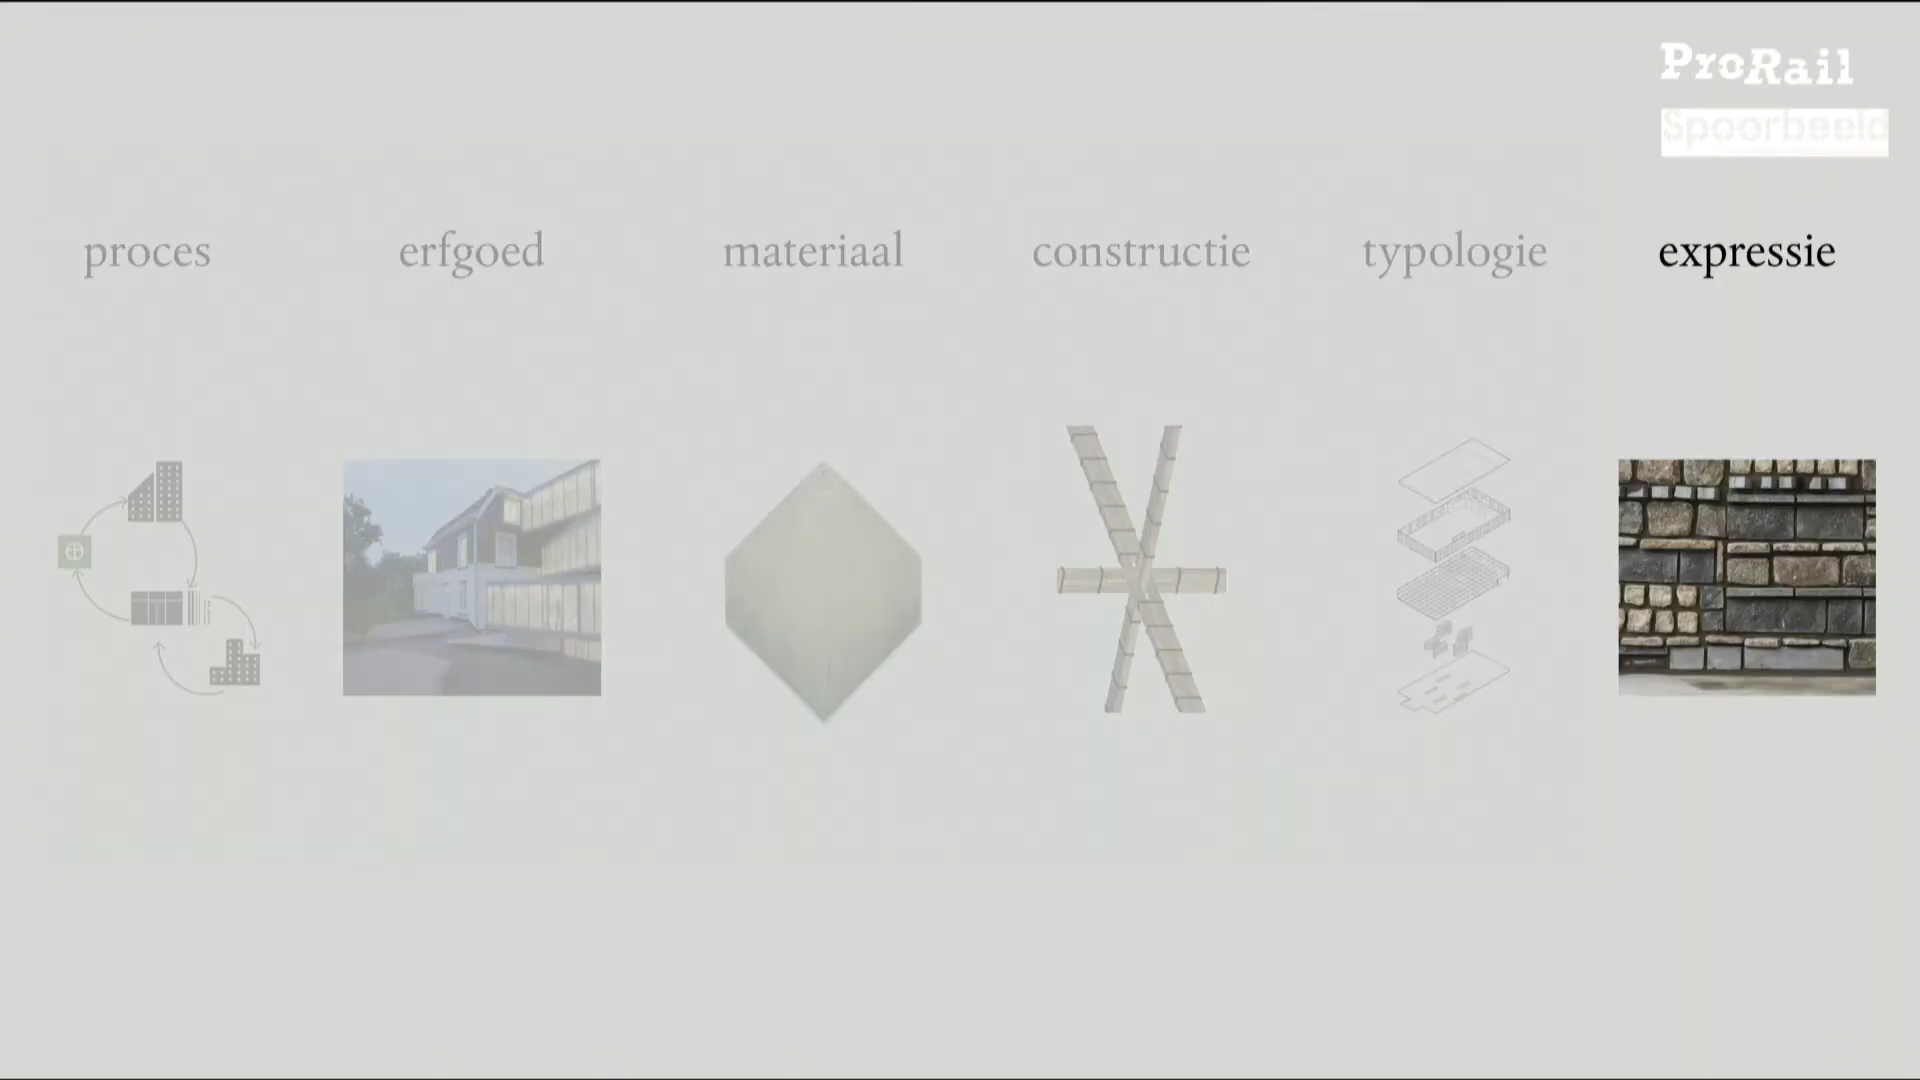 ProRail
Spoorbeeld
proces
erfgoed
materiaal
constructie
typologie
expressie